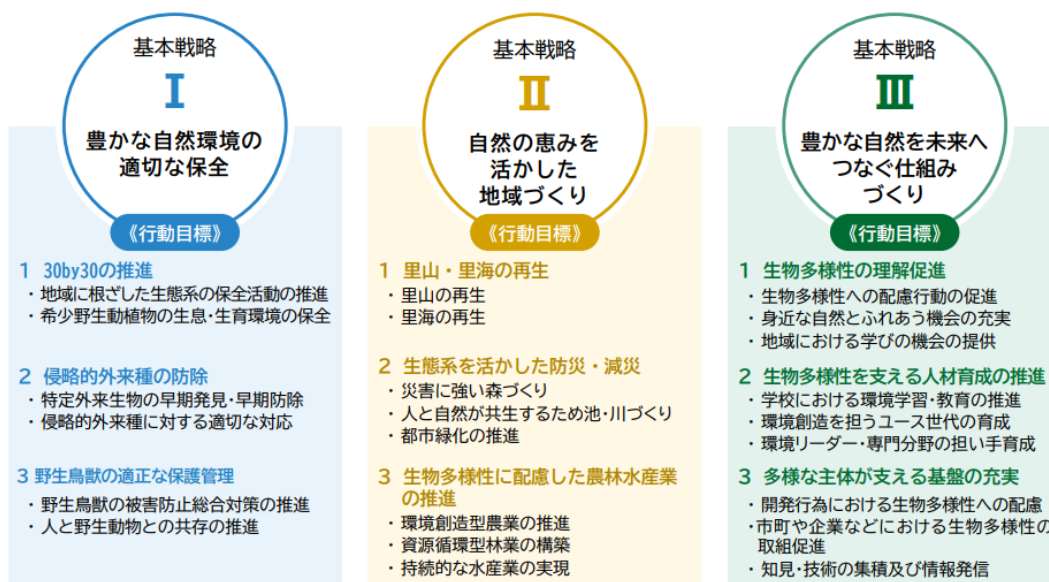 基本戦略
Ⅰ
豊かな自然環境の
適切な保全
《行動目標》
1 30by30の推進
・地域に根ざした生態系の保全活動の推進
・希少野生動植物の生息･生育環境の保全
2 侵略的外来種の防除
・特定外来生物の早期発見･早期防除
・侵略的外来種に対する適切な対応
3 野生鳥獣の適正な保護管理
・野生鳥獣の被害防止総合対策の推進
・人と野生動物との共存の推進
基本戦略
Ⅱ
自然の恵みを
活かした
地域づくり
《行動目標》
1 里山・里海の再生
・里山の再生
・里海の再生
2 生態系を活かした防災・減災
・災害に強い森づくり
・人と自然が共生するため池･川づくり
・都市緑化の推進
3 生物多様性に配慮した農林水産業
の推進
・環境創造型農業の推進
・資源循環型林業の構築
・持続的な水産業の実現
基本戦略
Ⅲ
豊かな自然を未来へ
つなぐ仕組み
づくり
《行動目標》
1 生物多様性の理解促進
・生物多様性への配慮行動の促進
・身近な自然とふれあう機会の充実
・地域における学びの機会の提供
2 生物多様性を支える人材育成の推進
・学校における環境学習･教育の推進
・環境創造を担うユース世代の育成
・環境リーダー･専門分野の担い手育成
3 多様な主体が支える基盤の充実
・開発行為における生物多様性への配慮
･市町や企業などにおける生物多様性の
取組促進
・知見･技術の集積及び情報発信